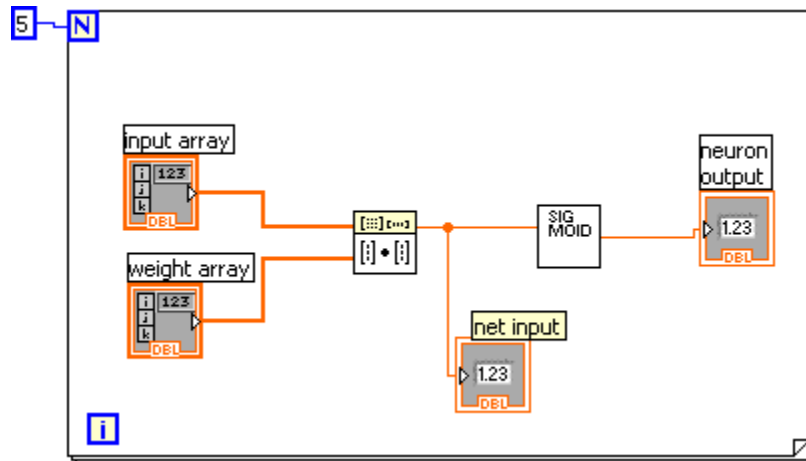 5
N
input array
i
j
k
123
DBL
weight array
i
j
k
123
DBL
SIG
MOID
net input
1.23
DBL
neuron
output
1.23
DBL
i